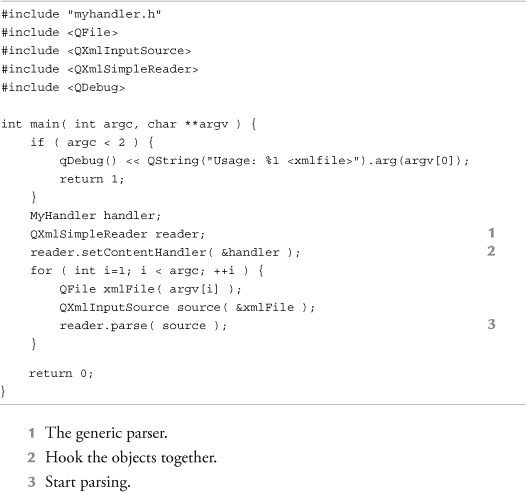 #include "myhandler.h"
#include <QFile>
#include <QXmlInputSource>
#include <QXmlSimpleReader>
#include <QDebug>

int main( int argc, char **argv ) {
    if ( argc < 2 ) {
        qDebug() << QString("Usage: %1 <xmlfile>").arg(argv[0]);
        return 1;
    }
    MyHandler handler;
    QXmlSimpleReader reader; 1
    reader.setContentHandler( &handler ); 2
    for ( int i=1; i < argc; ++i ) {
        QFile xmlFile( argv[i] );
        QXmlInputSource source( &xmlFile );
        reader.parse( source ); 3
    }

    return 0;
}
1 The generic parser.
2 Hook the objects together.
3 Start parsing.